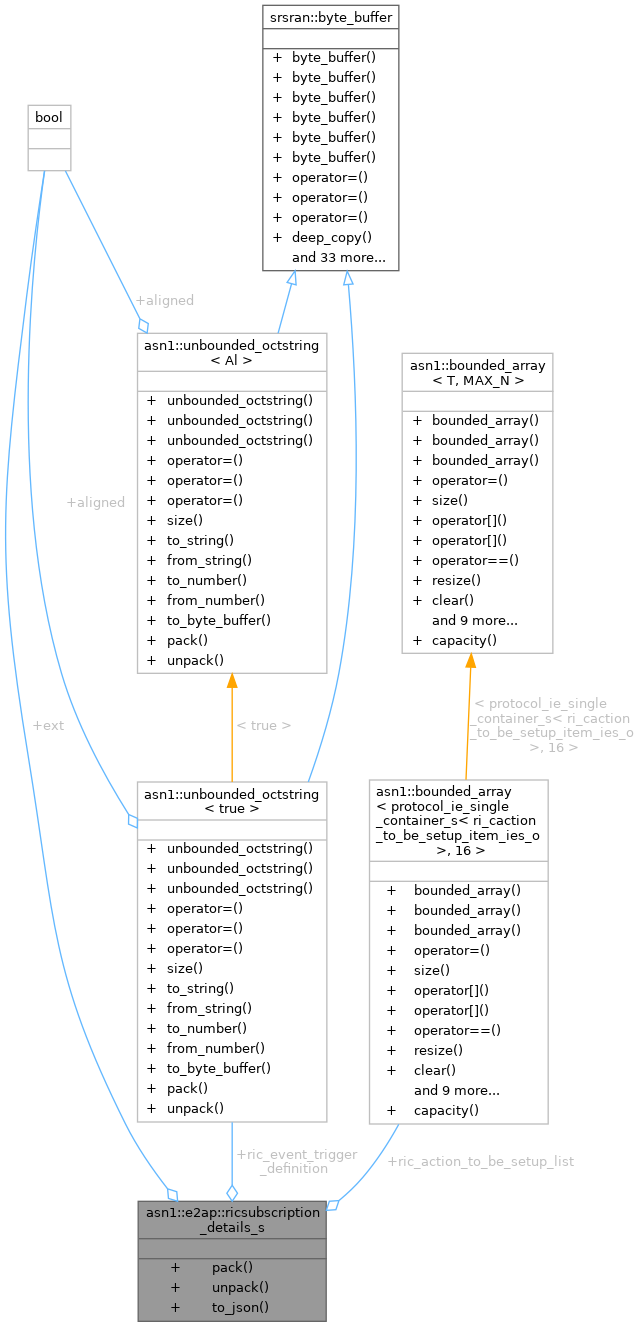 srsran::byte_buffer
+ byte_buffer()
+ byte_buffer()
+ byte_buffer()
+ byte_buffer()
+ byte_buffer()
+ byte_buffer()
+ operator=()
+ operator=()
+ operator=()
+ deep_copy()
and 33 more...
bool
+aligned
asn1::unbounded_octstring
< Al >
+ unbounded_octstring()
+ unbounded_octstring()
+ unbounded_octstring()
+ operator=()
+ operator=()
+ operator=()
+ size()
+ to_string()
+ from_string()
+ to_number()
+ from_number()
+ to_byte_buffer()
+ pack()
+ unpack()
asn1::bounded_array
< T, MAX_N >
+ bounded_array()
+ bounded_array()
+ bounded_array()
+ operator=()
+ size()
+ operator[]()
+ operator[]()
+ operator==()
+ resize()
+ clear()
and 9 more...
+ capacity()
+aligned
+ext
< true >
< protocol_ie_single
_container_s< ri_caction
_to_be_setup_item_ies_o
>, 16 >
asn1::unbounded_octstring
< true >
+ unbounded_octstring()
+ unbounded_octstring()
+ unbounded_octstring()
+ operator=()
+ operator=()
+ operator=()
+ size()
+ to_string()
+ from_string()
+ to_number()
+ from_number()
+ to_byte_buffer()
+ pack()
+ unpack()
asn1::bounded_array
< protocol_ie_single
_container_s< ri_caction
_to_be_setup_item_ies_o
>, 16 >
+ bounded_array()
+ bounded_array()
+ bounded_array()
+ operator=()
+ size()
+ operator[]()
+ operator[]()
+ operator==()
+ resize()
+ clear()
and 9 more...
+ capacity()
+ric_event_trigger
_definition
+ric_action_to_be_setup_list
asn1::e2ap::ricsubscription
_details_s
+ pack()
+ unpack()
+ to_json()